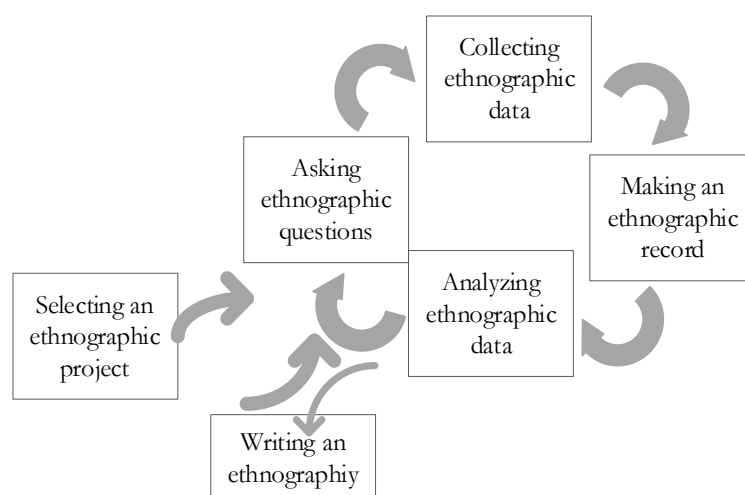 Collecting
ethnographic
data
Asking
ethnographic
questions
Making an
ethnographic
record
Selecting an
ethnographic
project
Analyzing
ethnographic
data
Writing an
ethnographiy